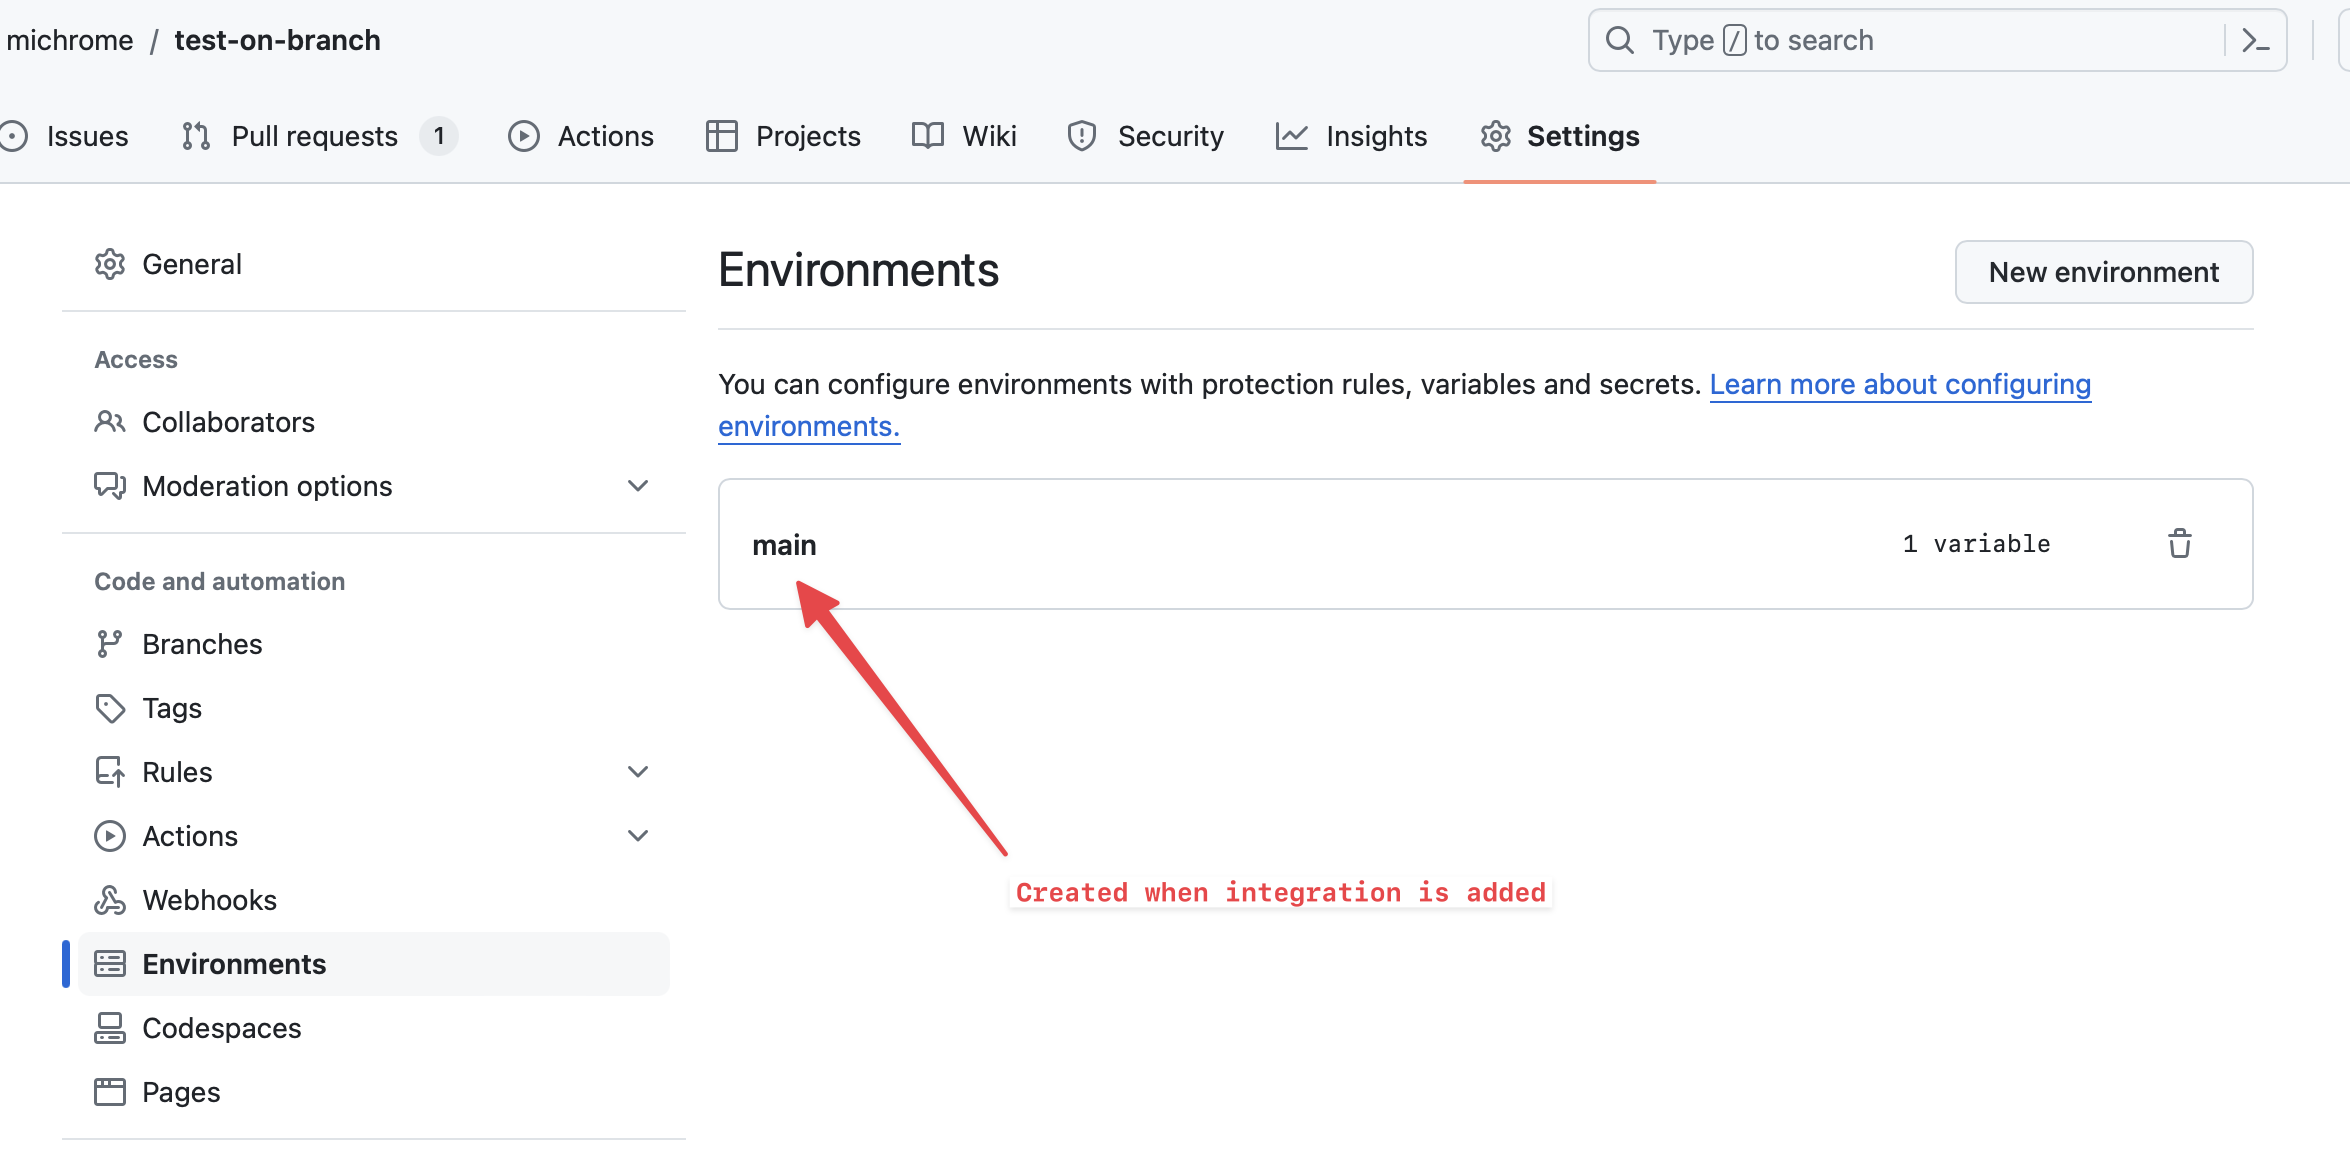 michrome / test-on-branch
Type / to search
Issues
Pull requests 1
Actions
Projects
Wiki
Security
Insights
Settings
General
Access
Collaborators
Moderation options
Code and automation
Branches
Tags
Rules
Actions
Webhooks
Environments
Codespaces
Pages
Environments
New environment
You can configure environments with protection rules, variables and secrets. Learn more about configuring
environments.
main
1 variable
Created when integration is added